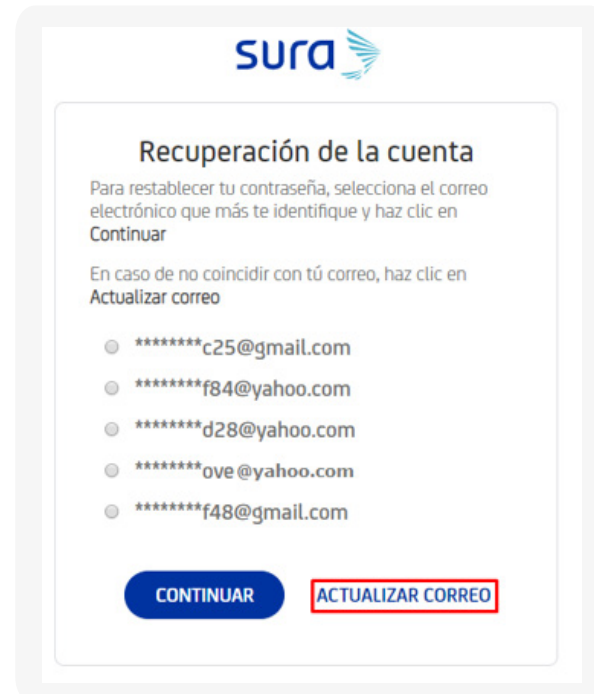 sura
Recuperación de la cuenta
Para restablecer tu contraseña, selecciona el correo
electrónico que más te identifique y haz clic en
Continuar
En caso de no coincidir con tú correo, haz clic en
Actualizar correo
********c25@gmail.com
********f84@yahoo.com
********d28@yahoo.com
********ove@yahoo.com
********f48@gmail.com
CONTINUAR ACTUALIZAR CORREO